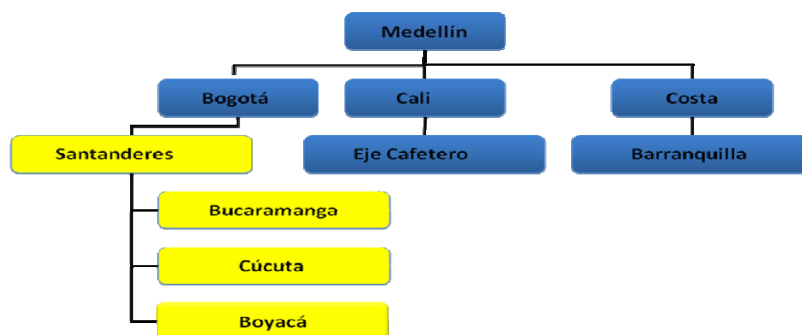 Medellín
Bogotá
Cali
Costa
Santanderes
Eje Cafetero
Barranquilla
Bucaramanga
Cúcuta
Boyacá